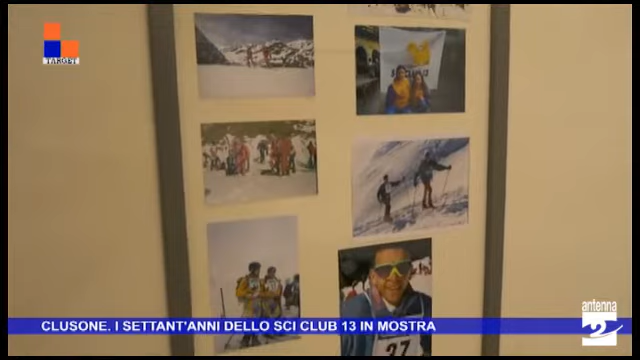 TARGET
27
CLUSONE. I SETTANT'ANNI DELLO SCI CLUB 13 IN MOSTRA
antenna
2